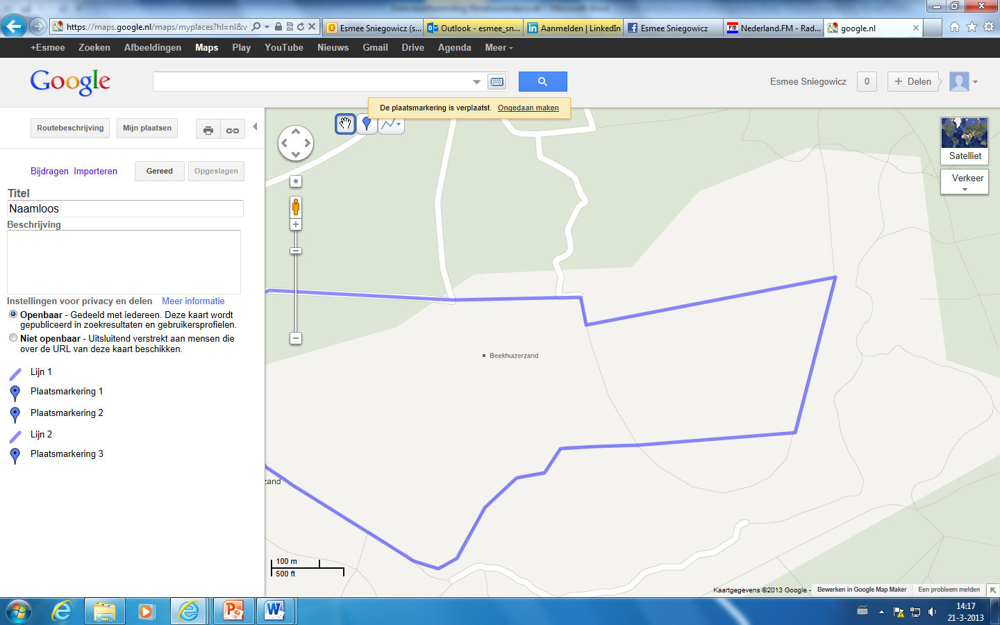 https://maps.google.nl/maps/myplaces?hl=nl&v
Esmee Sniegowicz (s...
Outlook - esmee_sn...
Aanmelden | LinkedIn
Esmee Sniegowicz
Nederland.FM - Rad...
google.nl
+Esmee Zoeken Afbeeldingen Maps Play YouTube Nieuws Gmail Drive Agenda Meer
Google
Esmee Sniegowicz 0 + Delen
De plaatsmarkering is verplaatst. Ongedaan maken
Routebeschrijving Mijn plaatsen
Satelliet
Verkeer
Bijdragen Importeren Gereed Opgeslagen
Titel
Naamloos
Beschrijving
Instellingen voor privacy en delen Meer informatie
Openbaar - Gedeeld met iedereen. Deze kaart wordt
gepubliceerd in zoekresultaten en gebruikersprofielen.
Niet openbaar - Uitsluitend verstrekt aan mensen die
over de URL van deze kaart beschikken.
Lijn 1
Plaatsmarkering 1
Plaatsmarkering 2
Lijn 2
Plaatsmarkering 3
Beekhuizerzand
zand
100 m
500 ft
Kaartgegevens ©2013 Google -
Bewerken in Google Map Maker
Een probleem melden
14:17
21-3-2013